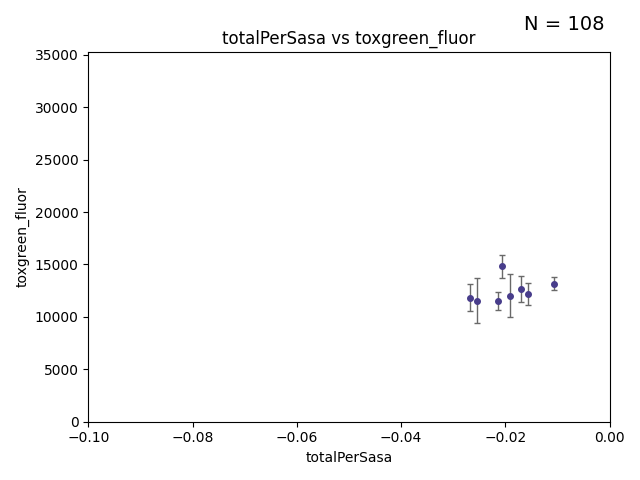 N = 108
totalPerSasa vs toxgreen_fluor
35000
30000
25000
20000
15000
10000
5000
0
toxgreen_fluor
−0.10 −0.08 −0.06 −0.04 −0.02 0.00
totalPerSasa